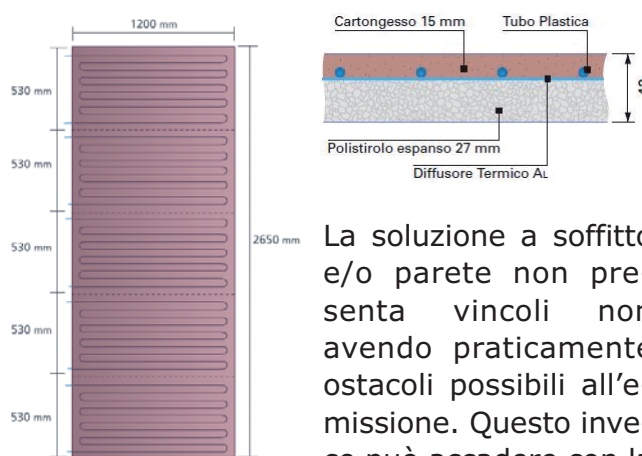 1200 mm
530 mm
530 mm
530 mm
530 mm
530 mm
2650 mm
Cartongesso 15 mm
Tubo Plastica
Polistirolo espanso 27 mm
Diffusore Termico AL
La soluzione a soffitto
e/o parete non pre
senta vincoli non
avendo praticamente
ostacoli possibili all'e
missione. Questo inve